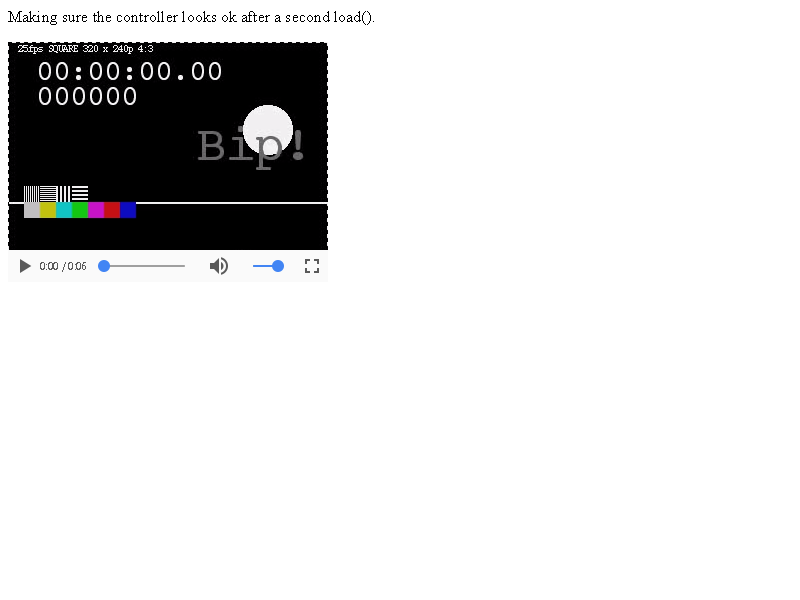 Making sure the controller looks ok after a second load().
25fps SQUARE 320 x 240p 4:3
00:00:00.00
000000
Bip!
0:00 / 0:06